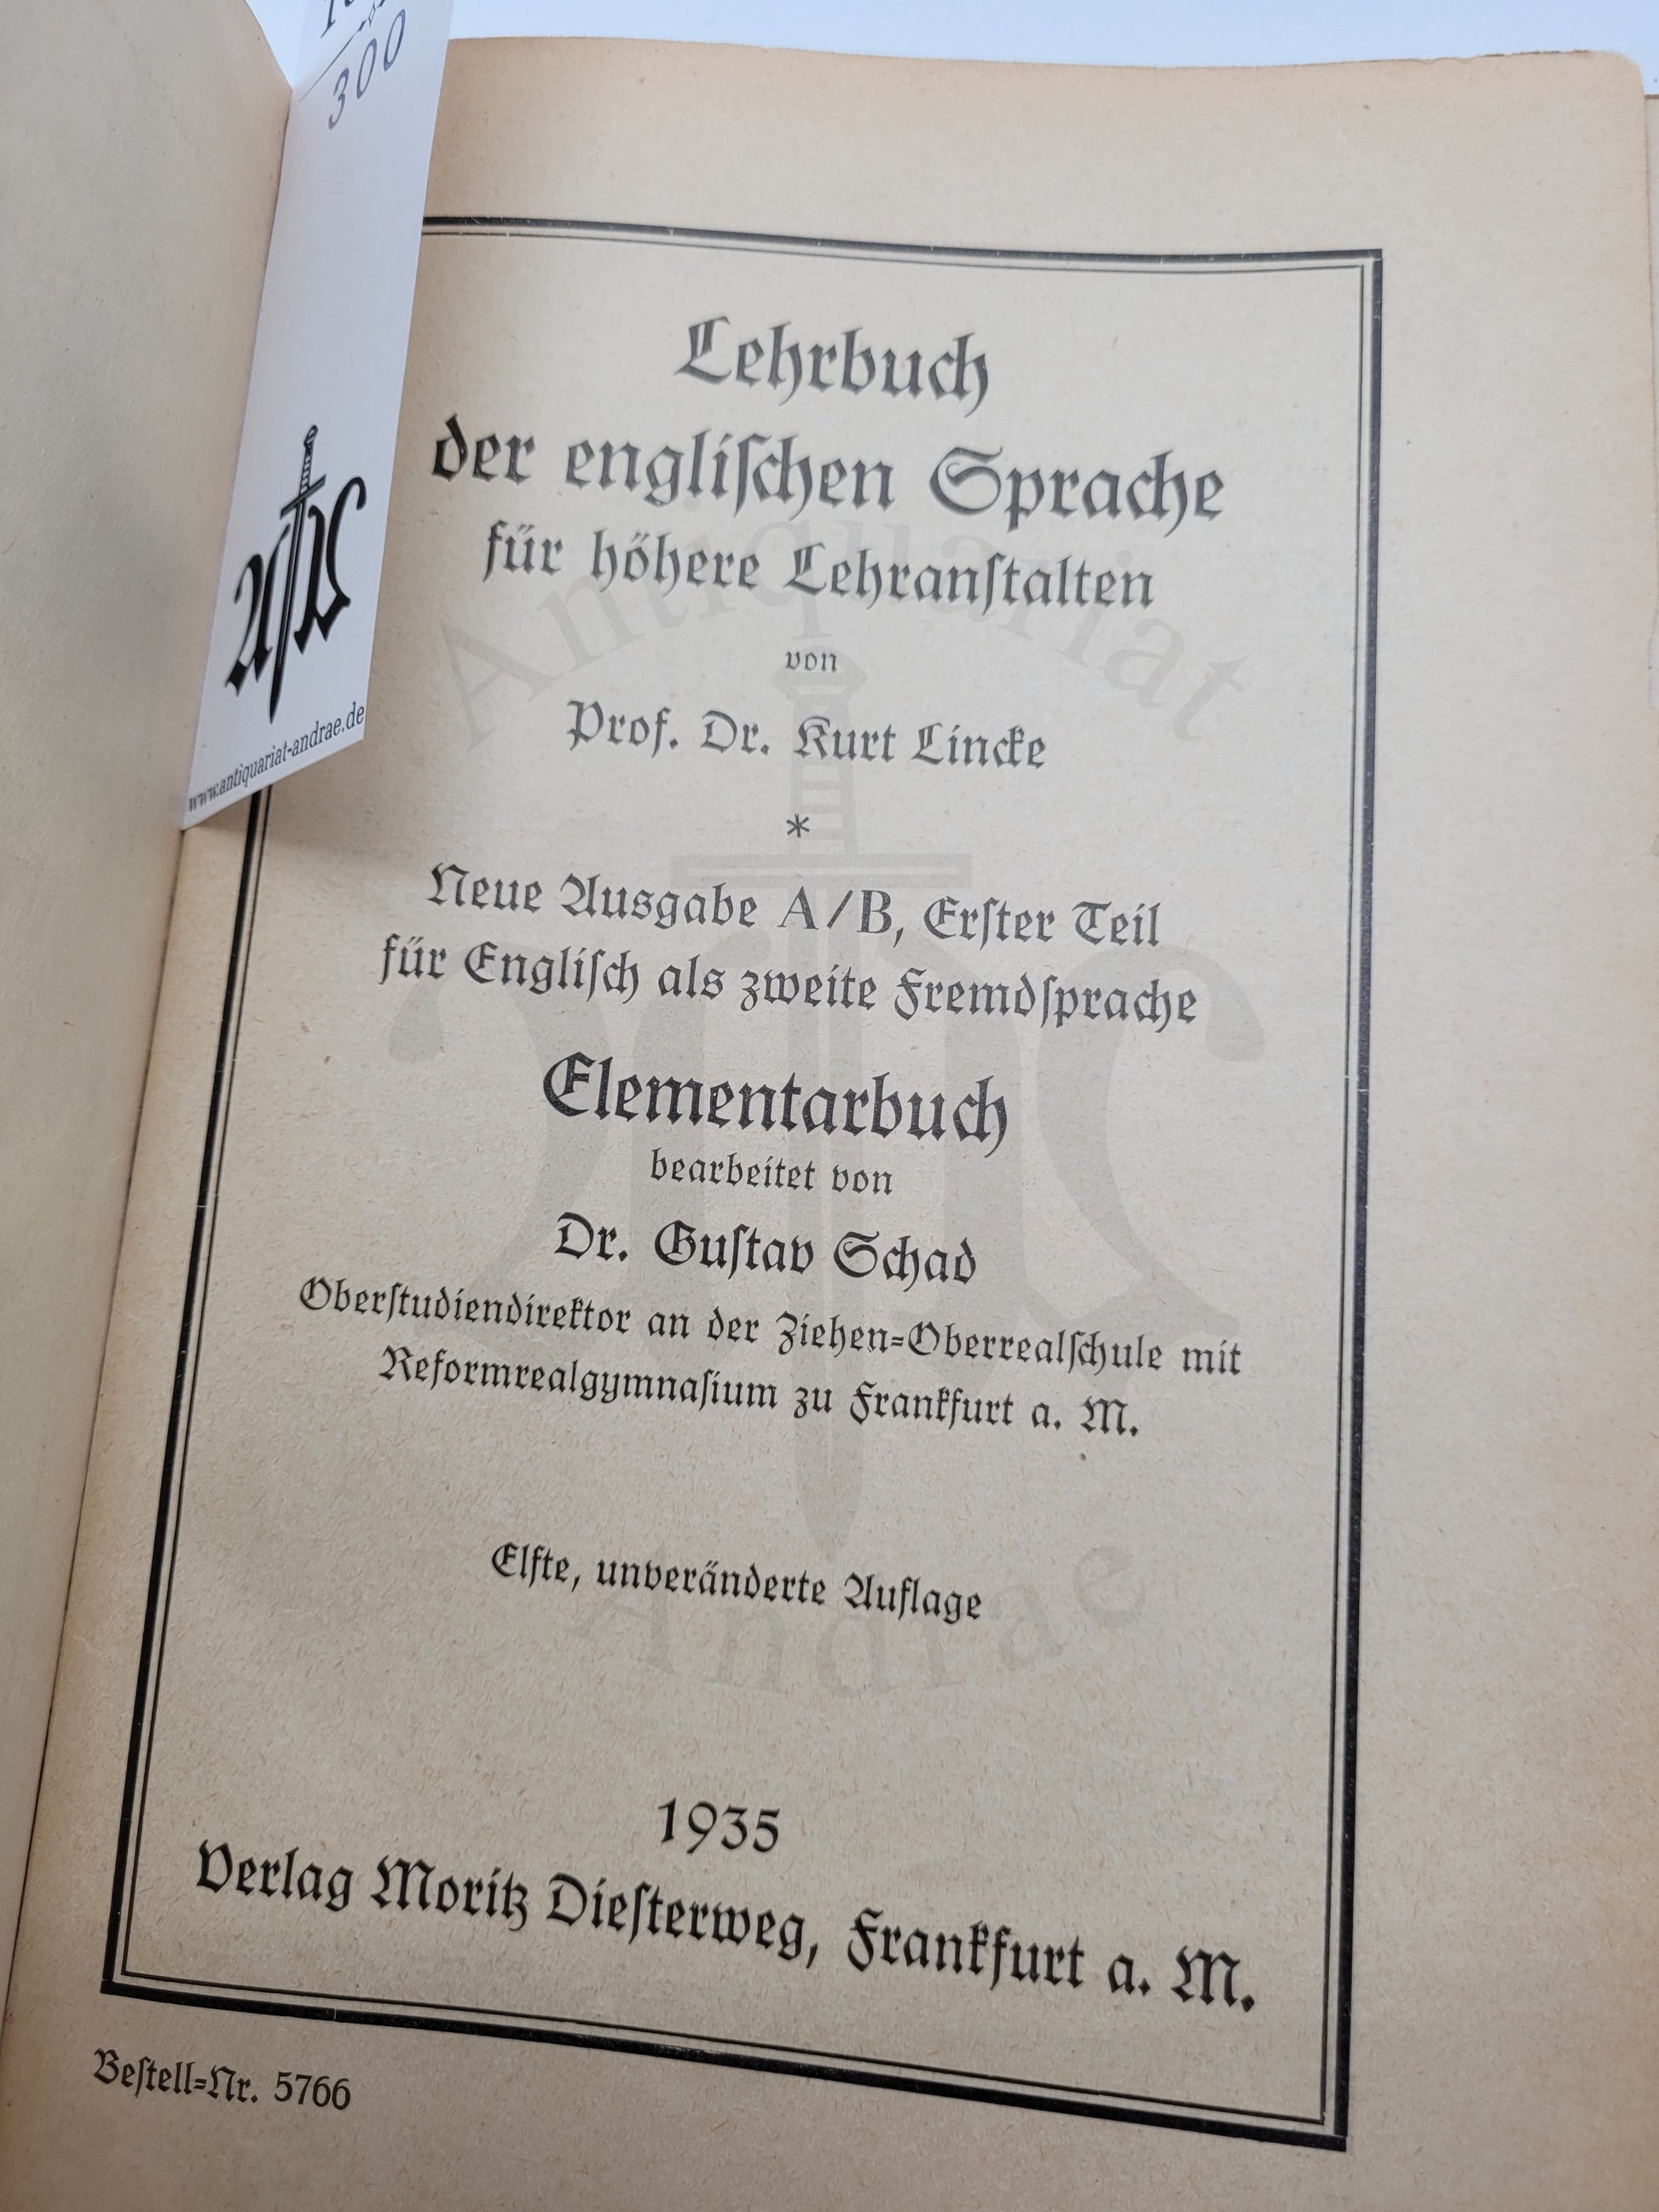 300
www.antiquariat-andrae.de
Lehrbuch
der engliſchen Sprache
für höhere Lehranſtalten
von
Prof. Dr. Kurt Lincke
*
Neue Ausgabe A/B, Erſter Teil
für Engliſch als zweite Fremdſprache
Elementarbuch
bearbeitet von
Dr. Guſtav Schad
Oberſtudiendirektor an der Ziehen=Oberrealſchule mit
Reformrealgymnaſium zu Frankfurt a. M.
Elfte, unveränderte Auflage
1935
Verlag Moritz Dieſterweg, Frankfurt a. M.
Beſtell=Nr. 5766
Antiquariat
Andrae